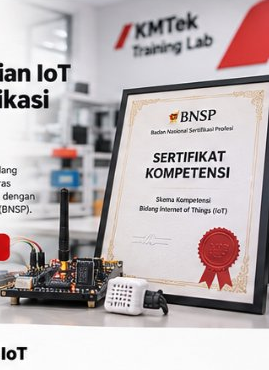 KMTek
Training Lab
ian IoT
ikasi
lang
ras
dengan
(BNSP).
BNSP
Badan Nasional Sertifikasi Profesi
SERTIFIKAT
KOMPETENSI
Skema Kompetensi
Bidang Internet of Things (IoT)
IoT